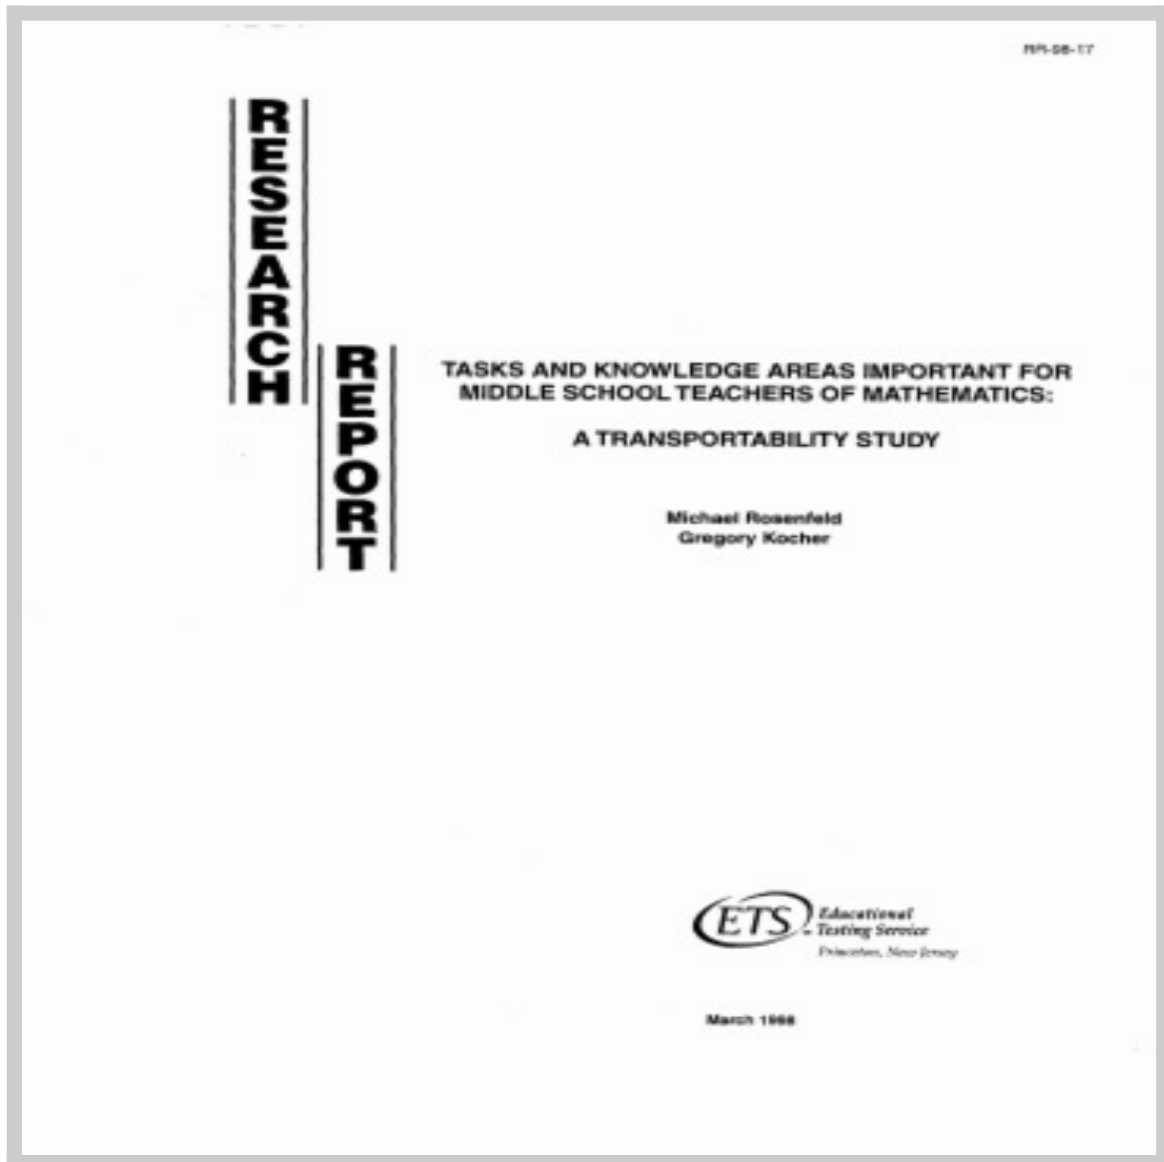 RR-98-17
RESEARCH
REPORT
TASKS AND KNOWLEDGE AREAS IMPORTANT FOR
MIDDLE SCHOOL TEACHERS OF MATHEMATICS:
A TRANSPORTABILITY STUDY
Michael Rosenfeld
Gregory Kocher
ETS Educational
Testing Service
Princeton, New Jersey
March 1998